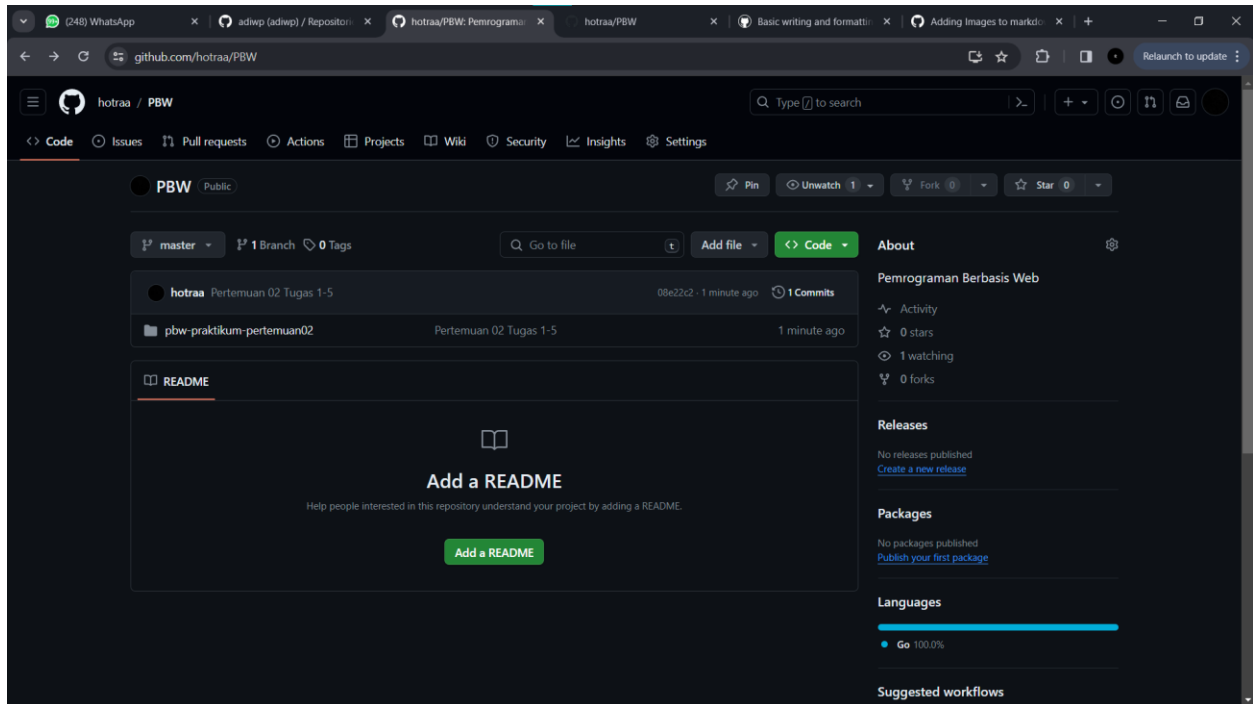 (248) WhatsApp
adiwp (adiwp) / Repositori
hotraa/PBW: Pemrograma
hotraa/PBW
Basic writing and formattin
Adding Images to markdo
github.com/hotraa/PBW
Relaunch to update
hotraa / PBW
Type / to search
Code Issues Pull requests Actions Projects Wiki Security Insights Settings
PBW Public
Pin Unwatch 1 Fork 0 Star 0
master 1 Branch 0 Tags
Go to file t Add file Code
hotraa Pertemuan 02 Tugas 1-5 08e22c2 · 1 minute ago 1 Commits
pbw-praktikum-pertemuan02 Pertemuan 02 Tugas 1-5 1 minute ago
README
Add a README
Help people interested in this repository understand your project by adding a README.
Add a README
About
Pemrograman Berbasis Web
Activity
0 stars
1 watching
0 forks
Releases
No releases published
Create a new release
Packages
No packages published
Publish your first package
Languages
Go 100.0%
Suggested workflows